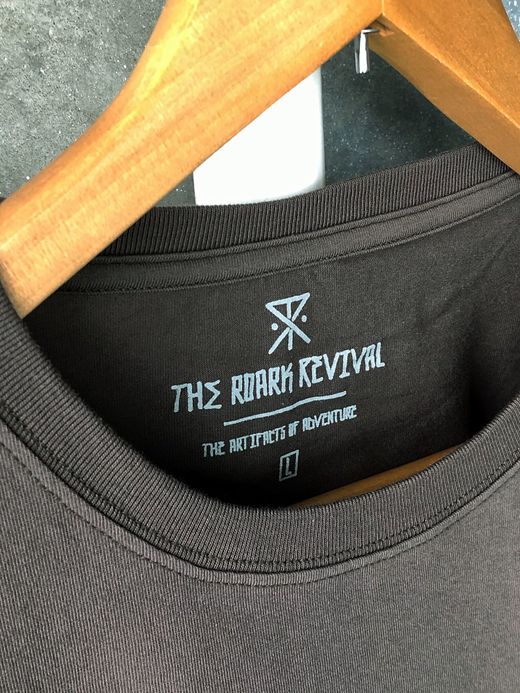 THE ROARK REVIVAL
THE ARTIFACTS OF ADVENTURE
L